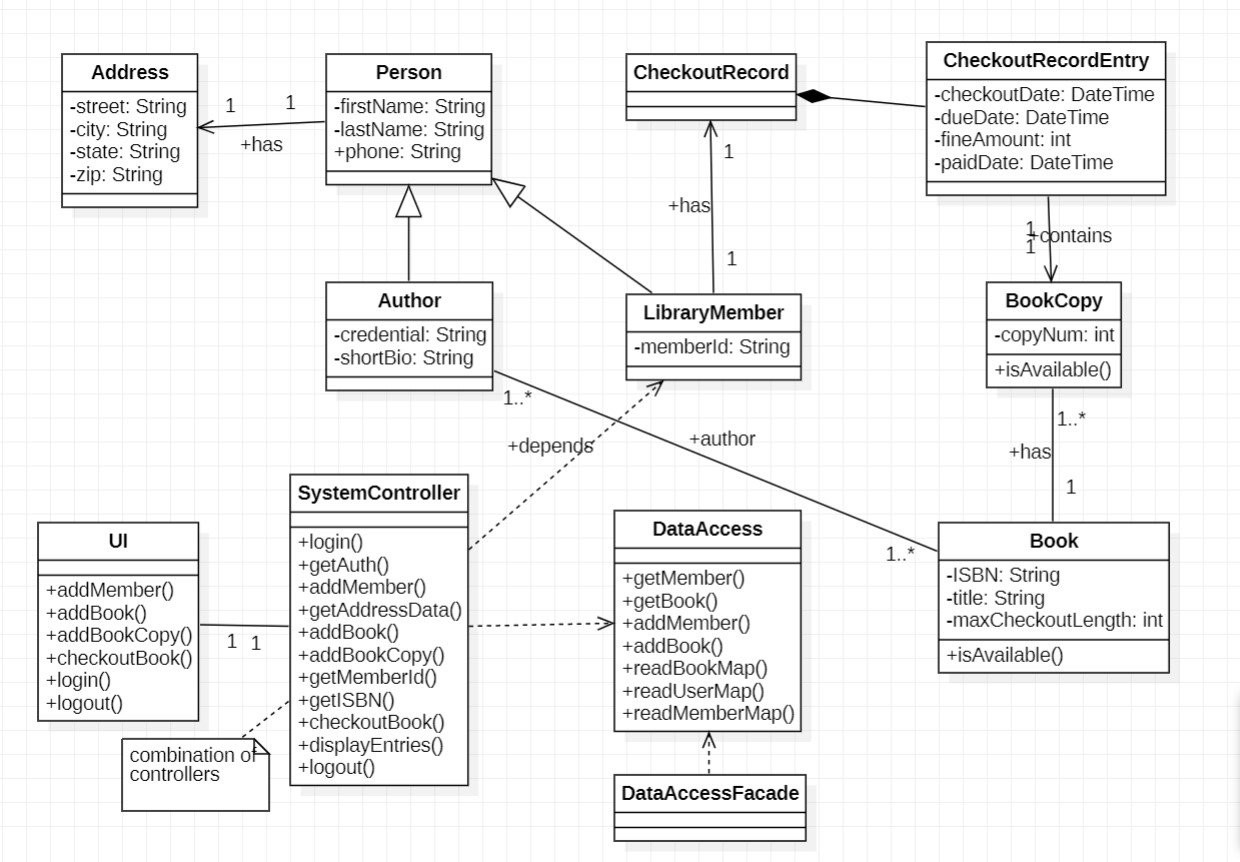 Address
-street: String
-city: String
-state: String
-zip: String
1
1
+has
Person
-firstName: String
-lastName: String
+phone: String
CheckoutRecord
CheckoutRecordEntry
-checkoutDate: DateTime
-dueDate: DateTime
-fineAmount: int
-paidDate: DateTime
1
+has
1
1
+contains
1
Author
-credential: String
-shortBio: String
LibraryMember
-memberId: String
BookCopy
-copyNum: int
+isAvailable()
1..*
+depends
+author
1..*
1..*
+has
1
UI
+addMember()
+addBook()
+addBookCopy()
+checkoutBook()
+login()
+logout()
1
1
SystemController
+login()
+getAuth()
+addMember()
+getAddressData()
+addBook()
+addBookCopy()
+getMemberId()
+getISBN()
+checkoutBook()
+displayEntries()
+logout()
DataAccess
+getMember()
+getBook()
+addMember()
+addBook()
+readBookMap()
+readUserMap()
+readMemberMap()
Book
-ISBN: String
-title: String
-maxCheckoutLength: int
+isAvailable()
combination of
controllers
DataAccessFacade